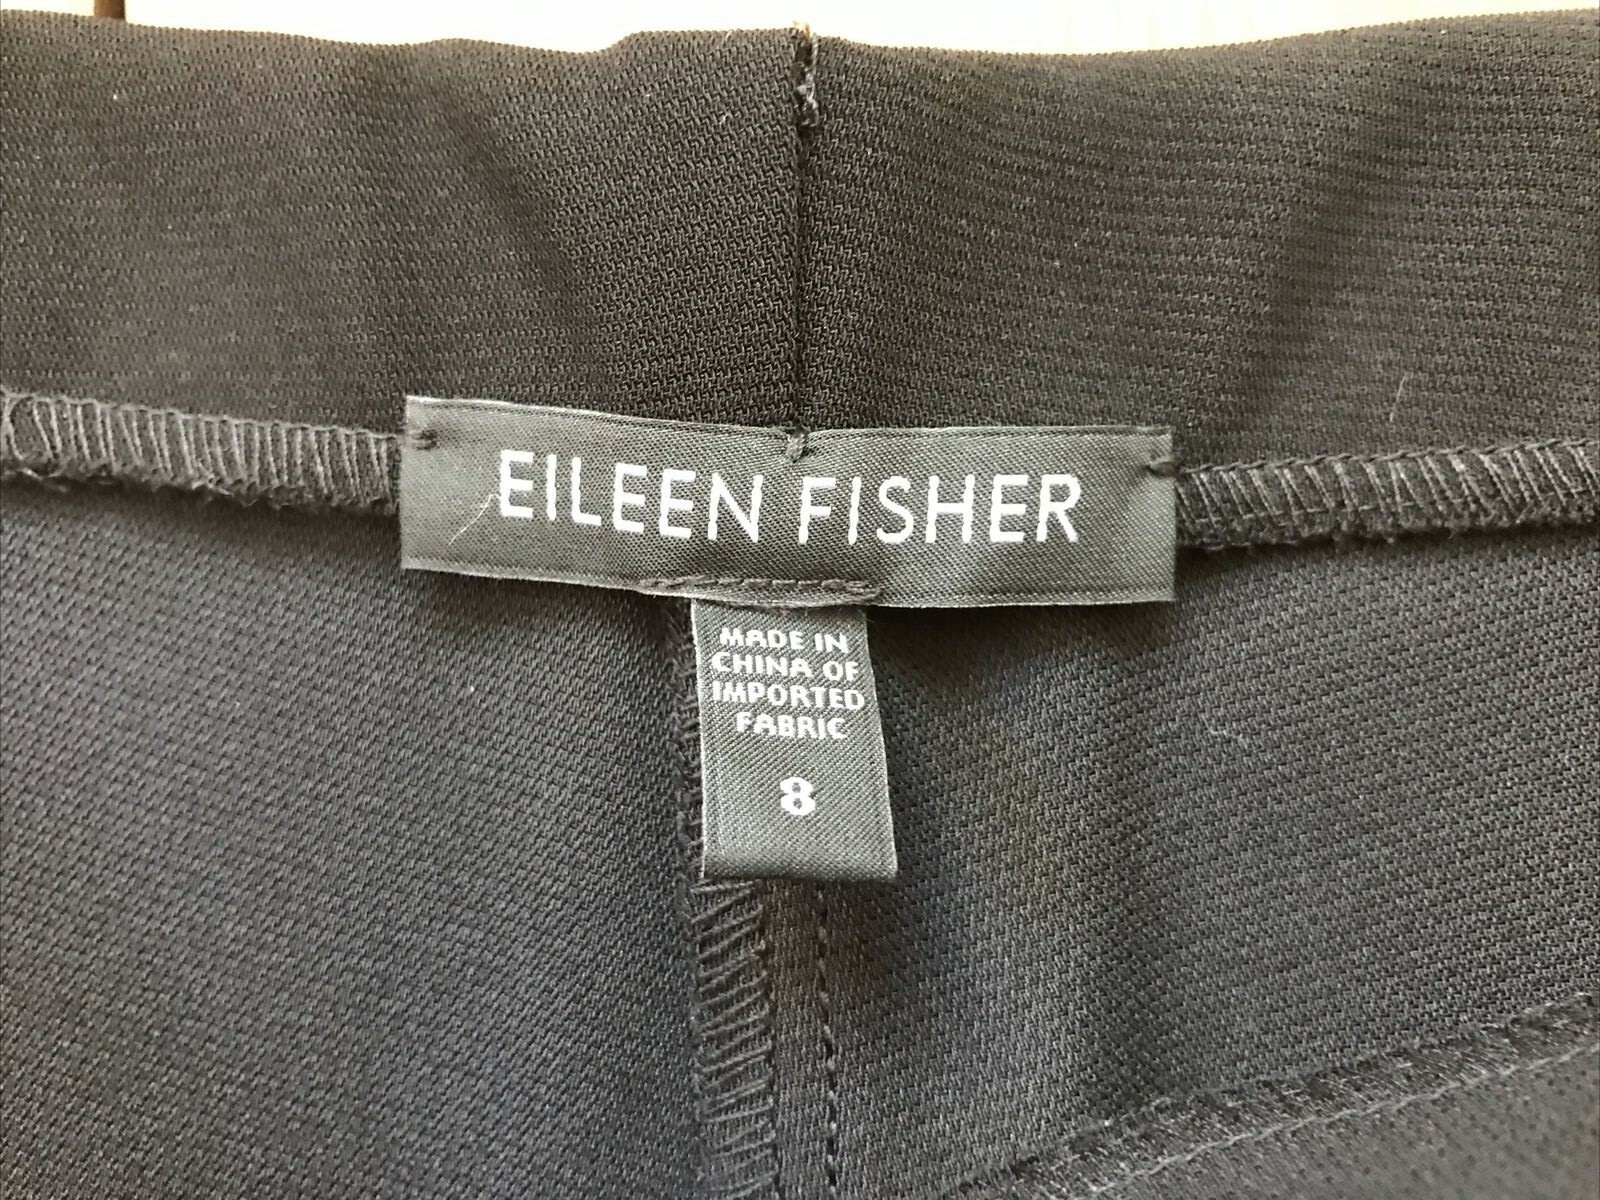 EILEEN FISHER
MADE IN
CHINA OF
IMPORTED
FABRIC
8